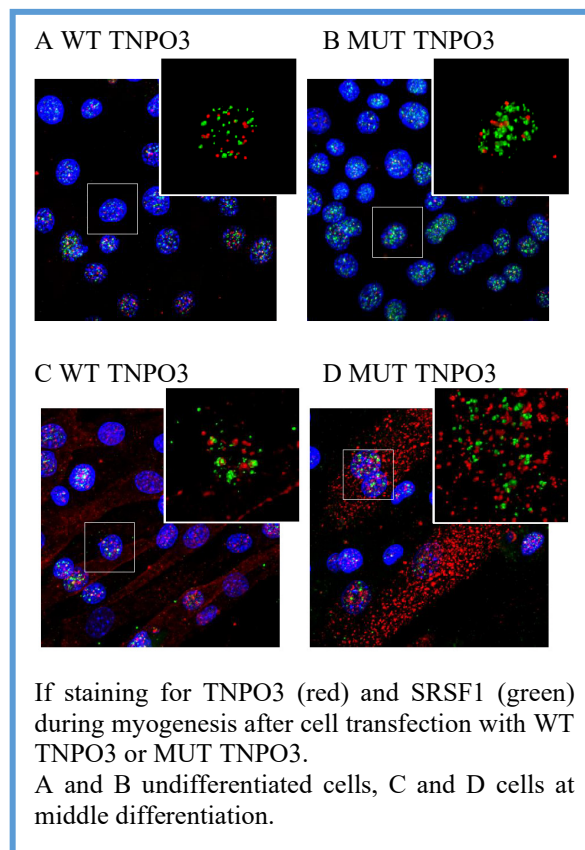 A WT TNPO3
B MUT TNPO3
C WT TNPO3
D MUT TNPO3
If staining for TNPO3 (red) and SRSF1 (green)
during myogenesis after cell transfection with WT
TNPO3 or MUT TNPO3.
A and B undifferentiated cells, C and D cells at
middle differentiation.